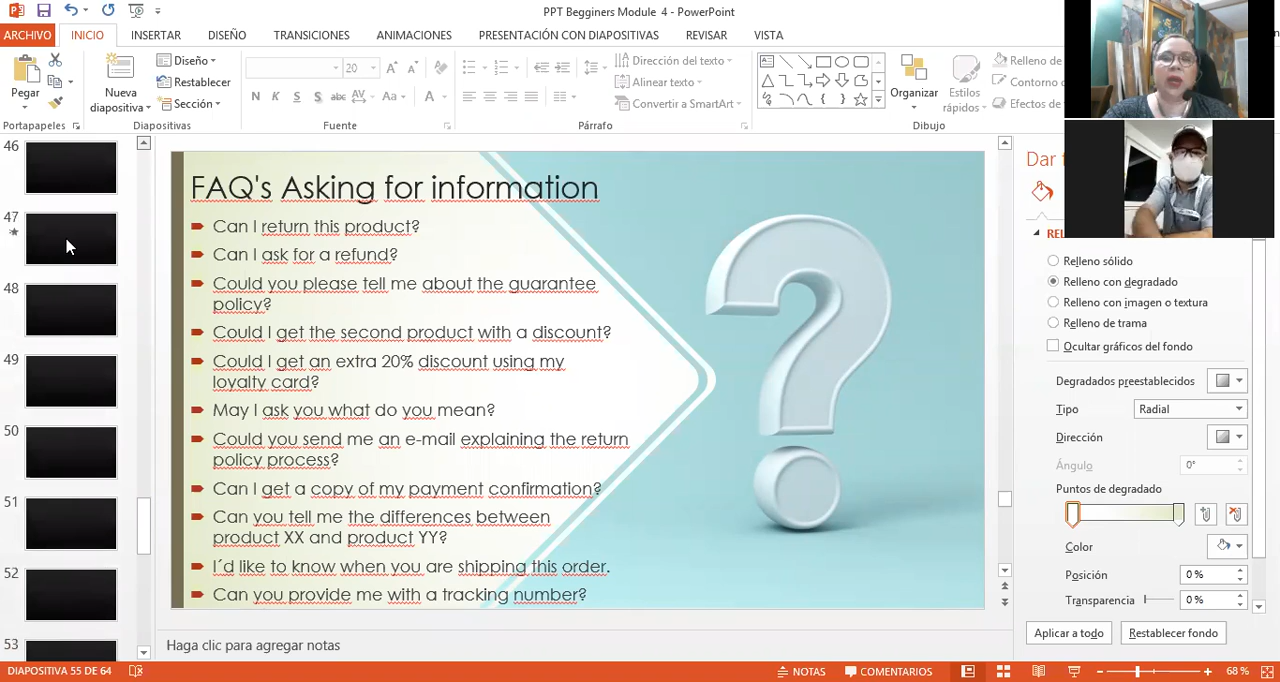 PPT Begginers Module 4 - PowerPoint
ARCHIVO INICIO INSERTAR DISEÑO TRANSICIONES ANIMACIONES PRESENTACIÓN CON DIAPOSITIVAS REVISAR VISTA
Pegar
Nueva
diapositiva
Diseño
Restablecer
Sección
20
N K S S abc AV Aa A
Dirección del texto
Alinear texto
Convertir a SmartArt
Organizar
Estilos
rápidos
Relleno de
Contorno
Efectos de
Portapapeles
Diapositivas
Fuente
Párrafo
Dibujo
46
47
48
49
50
51
52
53
FAQ's Asking for information
Can I return this product?
Can I ask for a refund?
Could you please tell me about the guarantee
policy?
Could I get the second product with a discount?
Could I get an extra 20% discount using my
loyalty card?
May I ask you what do you mean?
Could you send me an e-mail explaining the return
policy process?
Can I get a copy of my payment confirmation?
Can you tell me the differences between
product XX and product YY?
I´d like to know when you are shipping this order.
Can you provide me with a tracking number?
Haga clic para agregar notas
Dar
Relleno sólido
Relleno con degradado
Relleno con imagen o textura
Relleno de trama
Ocultar gráficos del fondo
Degradados preestablecidos
Tipo
Radial
Dirección
Ángulo
0°
Puntos de degradado
Color
Posición
0 %
Transparencia
0 %
Aplicar a todo
Restablecer fondo
DIAPOSITIVA 55 DE 64
NOTAS
COMENTARIOS
68 %